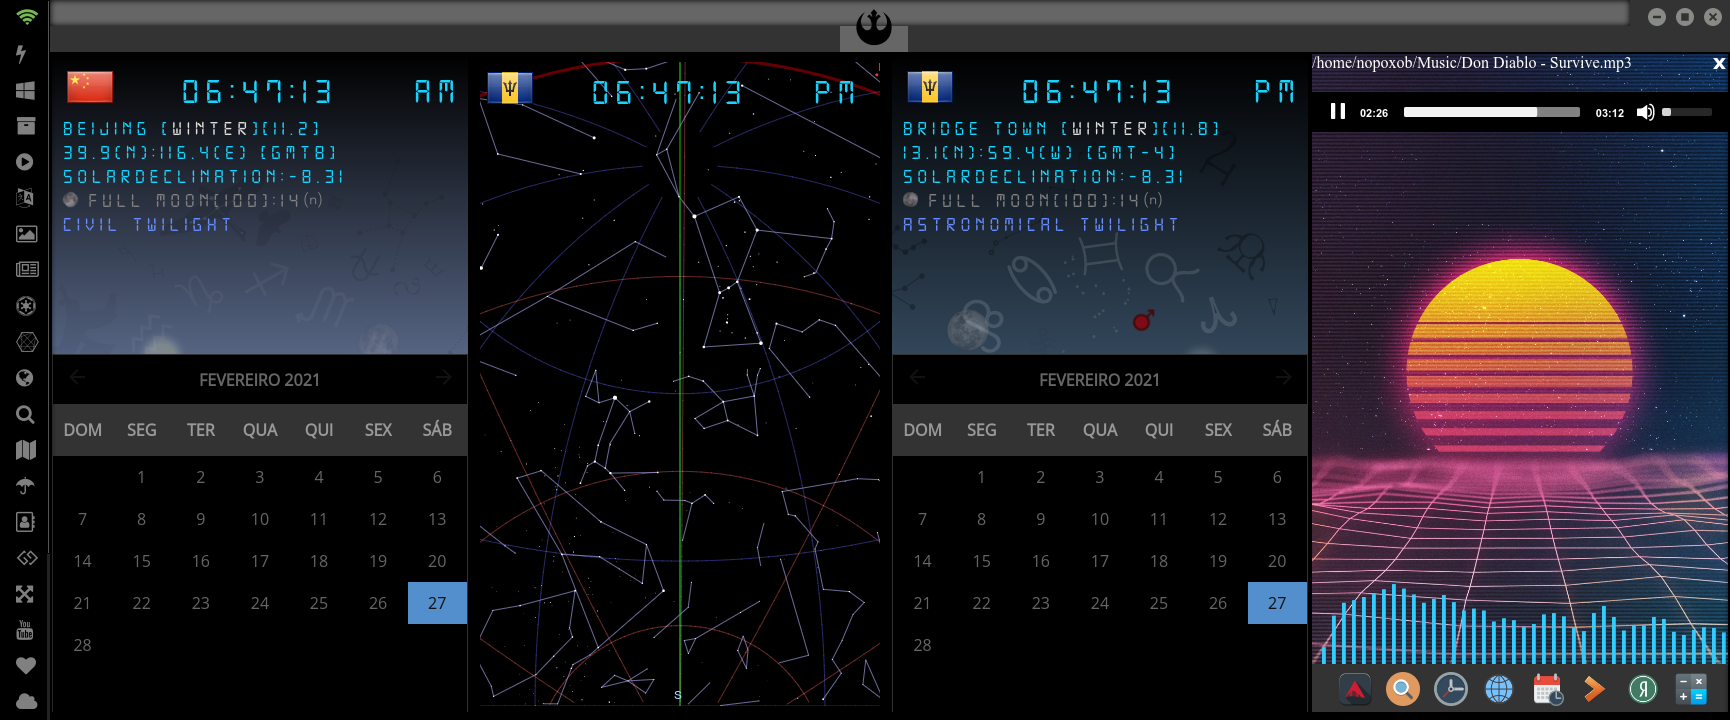 06:47:13 AM
BEIJING [WINTER][11.2]
39.9(N):116.4(E) [GMT8]
SOLARDECLINATION:-8.31
FULL MOON(100):14(n)
CIVIL TWILIGHT
FEVEREIRO 2021
DOM SEG TER QUA QUI SEX SÁB
1 2 3 4 5 6
7 8 9 10 11 12 13
14 15 16 17 18 19 20
21 22 23 24 25 26 27
28
06:47:13 PM
S
06:47:13 PM
BRIDGE TOWN [WINTER][11.8]
13.1(N):59.4(W) [GMT-4]
SOLARDECLINATION:-8.31
FULL MOON(100):14(n)
ASTRONOMICAL TWILIGHT
FEVEREIRO 2021
DOM SEG TER QUA QUI SEX SÁB
1 2 3 4 5 6
7 8 9 10 11 12 13
14 15 16 17 18 19 20
21 22 23 24 25 26 27
28
/home/nopoxob/Music/Don Diablo - Survive.mp3 x
02:26 03:12
You
Tube
Я